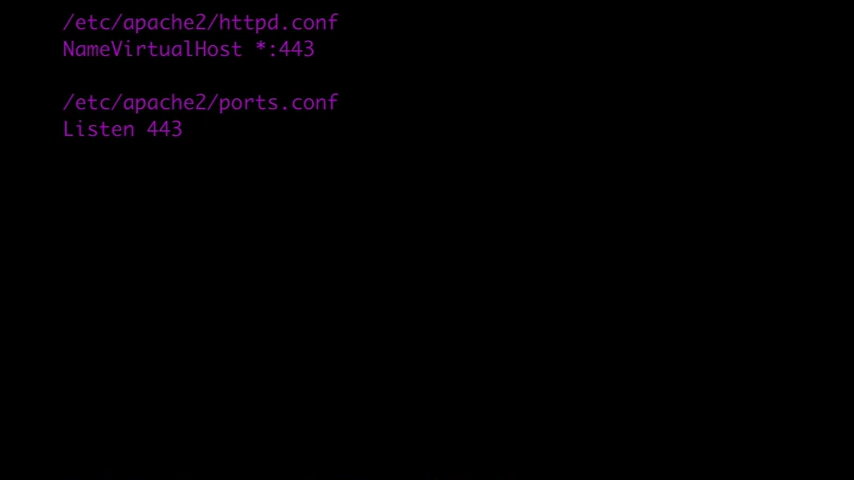 /etc/apache2/httpd.conf
NameVirtualHost *:443
/etc/apache2/ports.conf
Listen 443